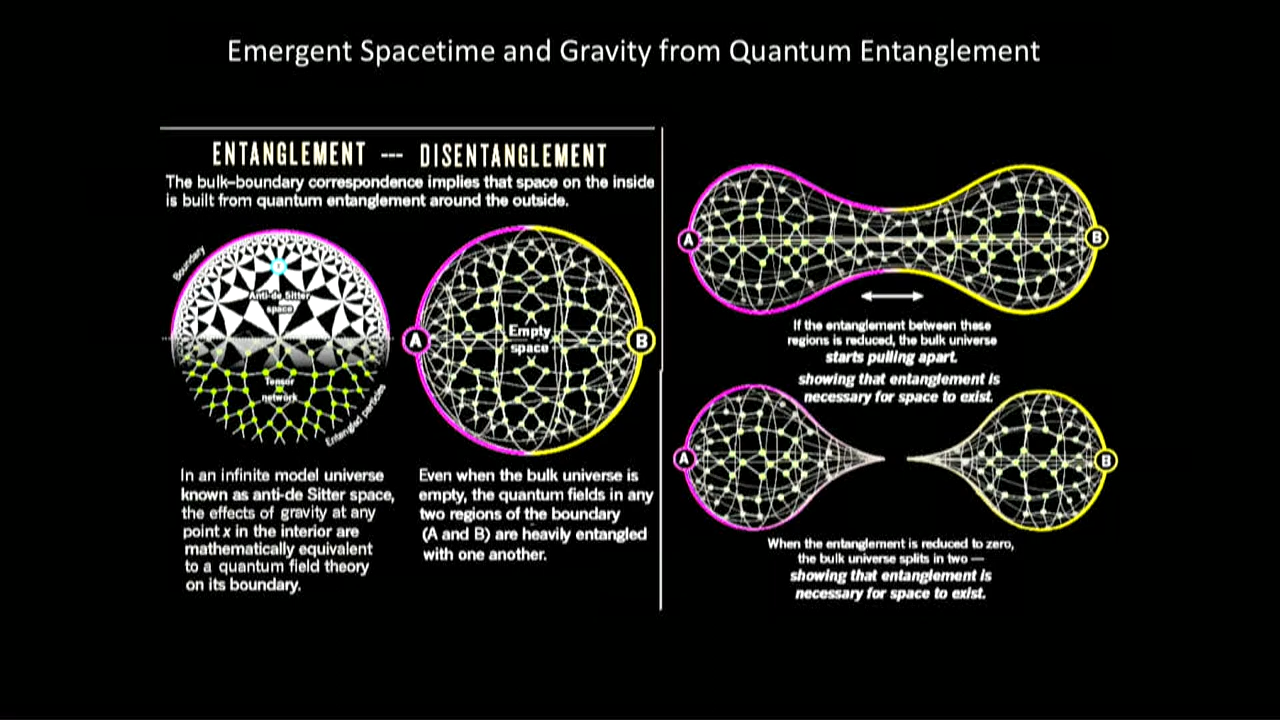 Emergent Spacetime and Gravity from Quantum Entanglement
ENTANGLEMENT --- DISENTANGLEMENT
The bulk–boundary correspondence implies that space on the inside
is built from quantum entanglement around the outside.
Boundary
Anti-de Sitter
space
Tensor
network
Entangled particles
In an infinite model universe
known as anti-de Sitter space,
the effects of gravity at any
point x in the interior are
mathematically equivalent
to a quantum field theory
on its boundary.
A
Empty
space
B
Even when the bulk universe is
empty, the quantum fields in any
two regions of the boundary
(A and B) are heavily entangled
with one another.
A
B
If the entanglement between these
regions is reduced, the bulk universe
starts pulling apart.
showing that entanglement is
necessary for space to exist.
A
B
When the entanglement is reduced to zero,
the bulk universe splits in two —
showing that entanglement is
necessary for space to exist.